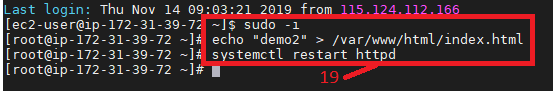 Last login: Thu Nov 14 09:03:21 2019 from 115.124.112.166
[ec2-user@ip-172-31-39-72 ~]$ sudo -i
[root@ip-172-31-39-72 ~]# echo "demo2" > /var/www/html/index.html
[root@ip-172-31-39-72 ~]# systemctl restart httpd
[root@ip-172-31-39-72 ~]#
19